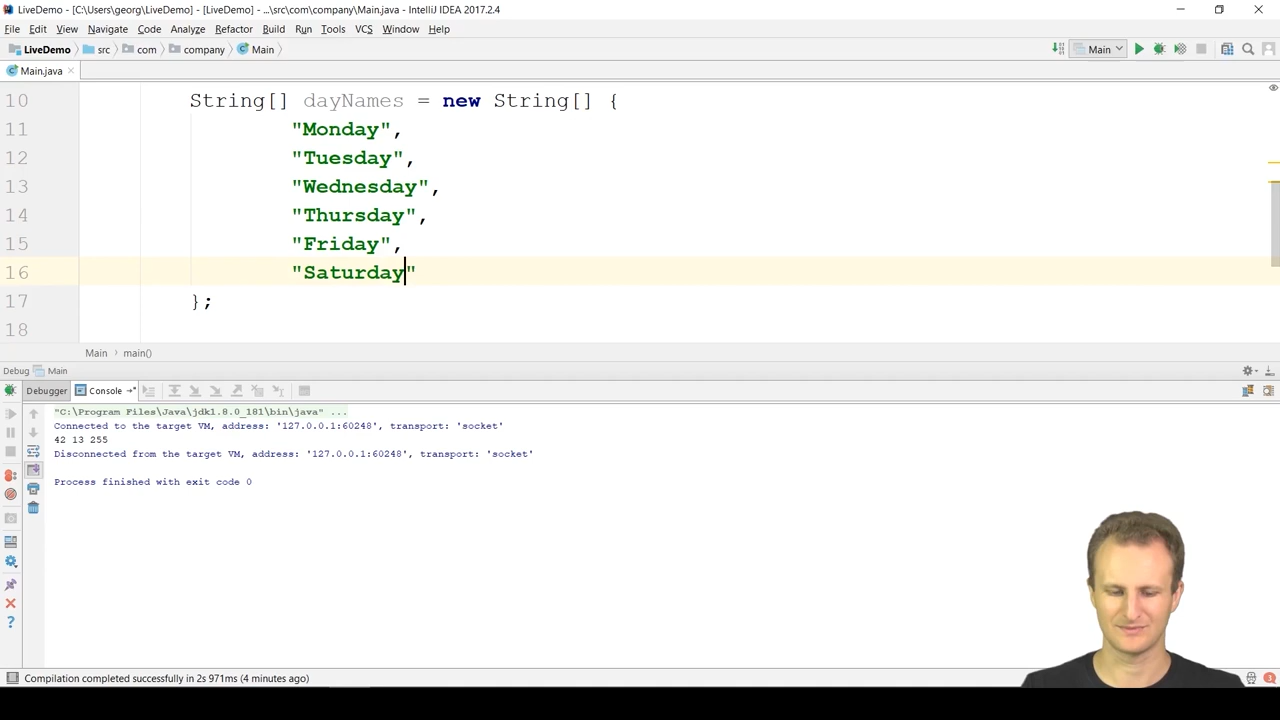 LiveDemo - [C:\Users\georg\LiveDemo] - [LiveDemo] - ...\src\com\company\Main.java - IntelliJ IDEA 2017.2.4
File Edit View Navigate Code Analyze Refactor Build Run Tools VCS Window Help
LiveDemo src com company Main Main
Main.java
10 String[] dayNames = new String[] {
11 "Monday",
12 "Tuesday",
13 "Wednesday",
14 "Thursday",
15 "Friday",
16 "Saturday"
17 };
18
Main main()
Debug Main
Debugger Console
"C:\Program Files\Java\jdk1.8.0_181\bin\java" ...
Connected to the target VM, address: '127.0.0.1:60248', transport: 'socket'
42 13 255
Disconnected from the target VM, address: '127.0.0.1:60248', transport: 'socket'
Process finished with exit code 0
Compilation completed successfully in 2s 971ms (4 minutes ago)